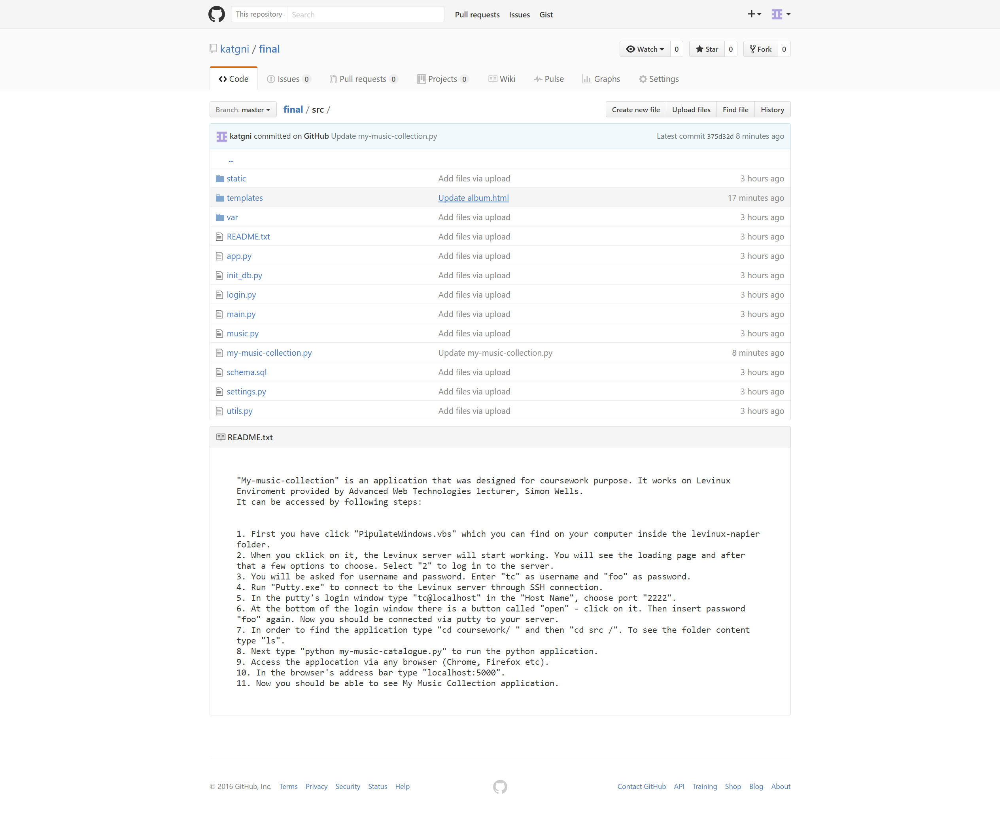 This repository Search Pull requests Issues Gist
katgni / final
Watch 0 Star 0 Fork 0
Code Issues 0 Pull requests 0 Projects 0 Wiki Pulse Graphs Settings
Branch: master final / src / Create new file Upload files Find file History
katgni committed on GitHub Update my-music-collection.py Latest commit 375d32d 8 minutes ago
..
static Add files via upload 3 hours ago
templates Update album.html 17 minutes ago
var Add files via upload 3 hours ago
README.txt Add files via upload 3 hours ago
app.py Add files via upload 3 hours ago
init_db.py Add files via upload 3 hours ago
login.py Add files via upload 3 hours ago
main.py Add files via upload 3 hours ago
music.py Add files via upload 3 hours ago
my-music-collection.py Update my-music-collection.py 8 minutes ago
schema.sql Add files via upload 3 hours ago
settings.py Add files via upload 3 hours ago
utils.py Add files via upload 3 hours ago
README.txt
"My-music-collection" is an application that was designed for coursework purpose. It works on Levinux
Enviroment provided by Advanced Web Technologies lecturer, Simon Wells.
It can be accessed by following steps:
1. First you have click "PipulateWindows.vbs" which you can find on your computer inside the levinux-napier
folder.
2. When you cklick on it, the Levinux server will start working. You will see the loading page and after
that a few options to choose. Select "2" to log in to the server.
3. You will be asked for username and password. Enter "tc" as username and "foo" as password.
4. Run "Putty.exe" to connect to the Levinux server through SSH connection.
5. In the putty's login window type "tc@localhost" in the "Host Name", choose port "2222".
6. At the bottom of the login window there is a button called "open" - click on it. Then insert password
"foo" again. Now you should be connected via putty to your server.
7. In order to find the application type "cd coursework/ " and then "cd src /". To see the folder content
type "ls".
8. Next type "python my-music-catalogue.py" to run the python application.
9. Access the applocation via any browser (Chrome, Firefox etc).
10. In the browser's address bar type "localhost:5000".
11. Now you should be able to see My Music Collection application.
© 2016 GitHub, Inc. Terms Privacy Security Status Help Contact GitHub API Training Shop Blog About